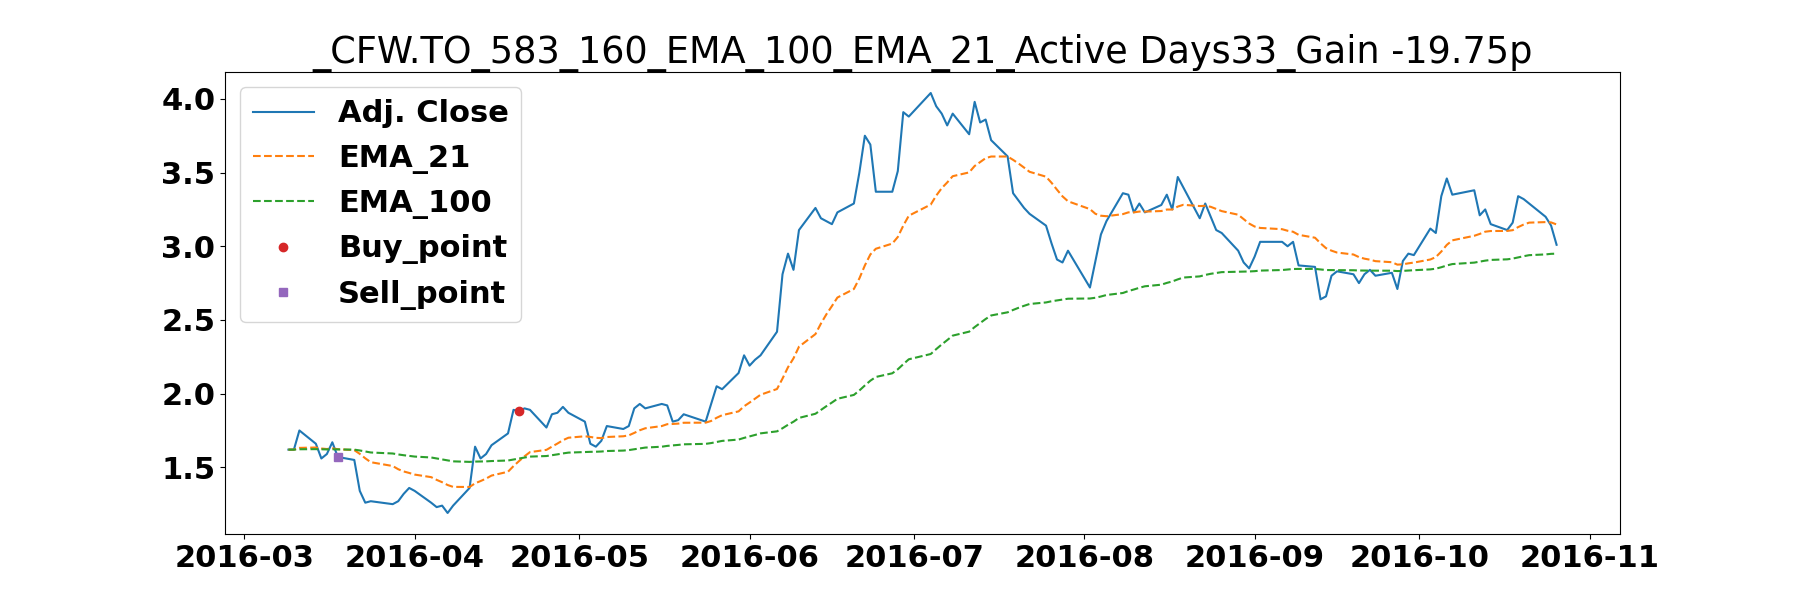 _CFW.TO_583_160_EMA_100_EMA_21_Active Days33_Gain -19.75p
4.0
3.5
3.0
2.5
2.0
1.5
Adj. Close
EMA_21
EMA_100
Buy_point
Sell_point
2016-03 2016-04 2016-05 2016-06 2016-07 2016-08 2016-09 2016-10 2016-11